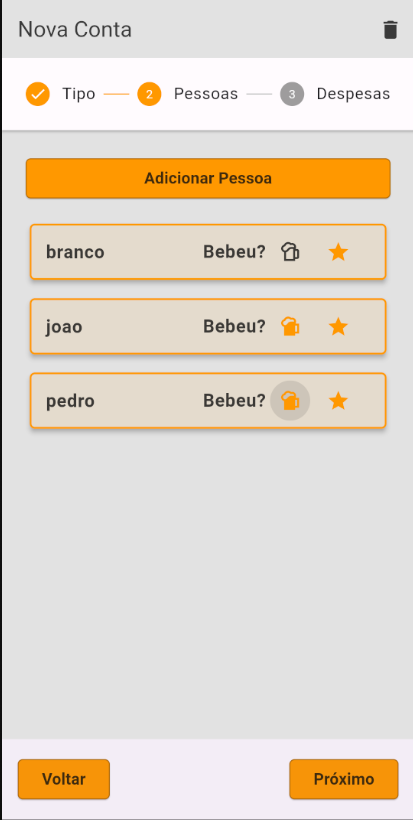 Nova Conta
Tipo 2 Pessoas 3 Despesas
Adicionar Pessoa
branco Bebeu?
joao Bebeu?
pedro Bebeu?
Voltar Próximo